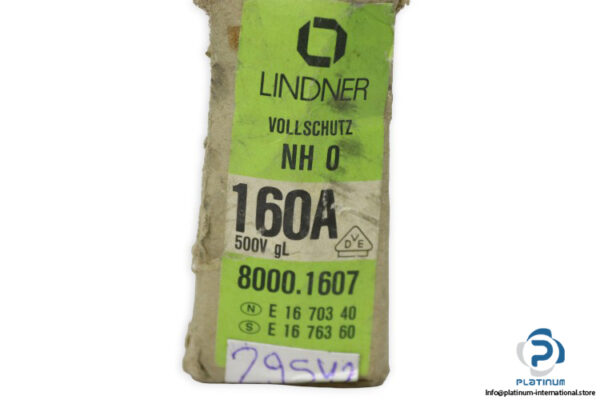 LINDNER
VOLLSCHUTZ
NH 0
160A
500V gL
VDE
8000.1607
N E 16 703 40
S E 16 763 60
PLATINUM
Info@platinum-international.store